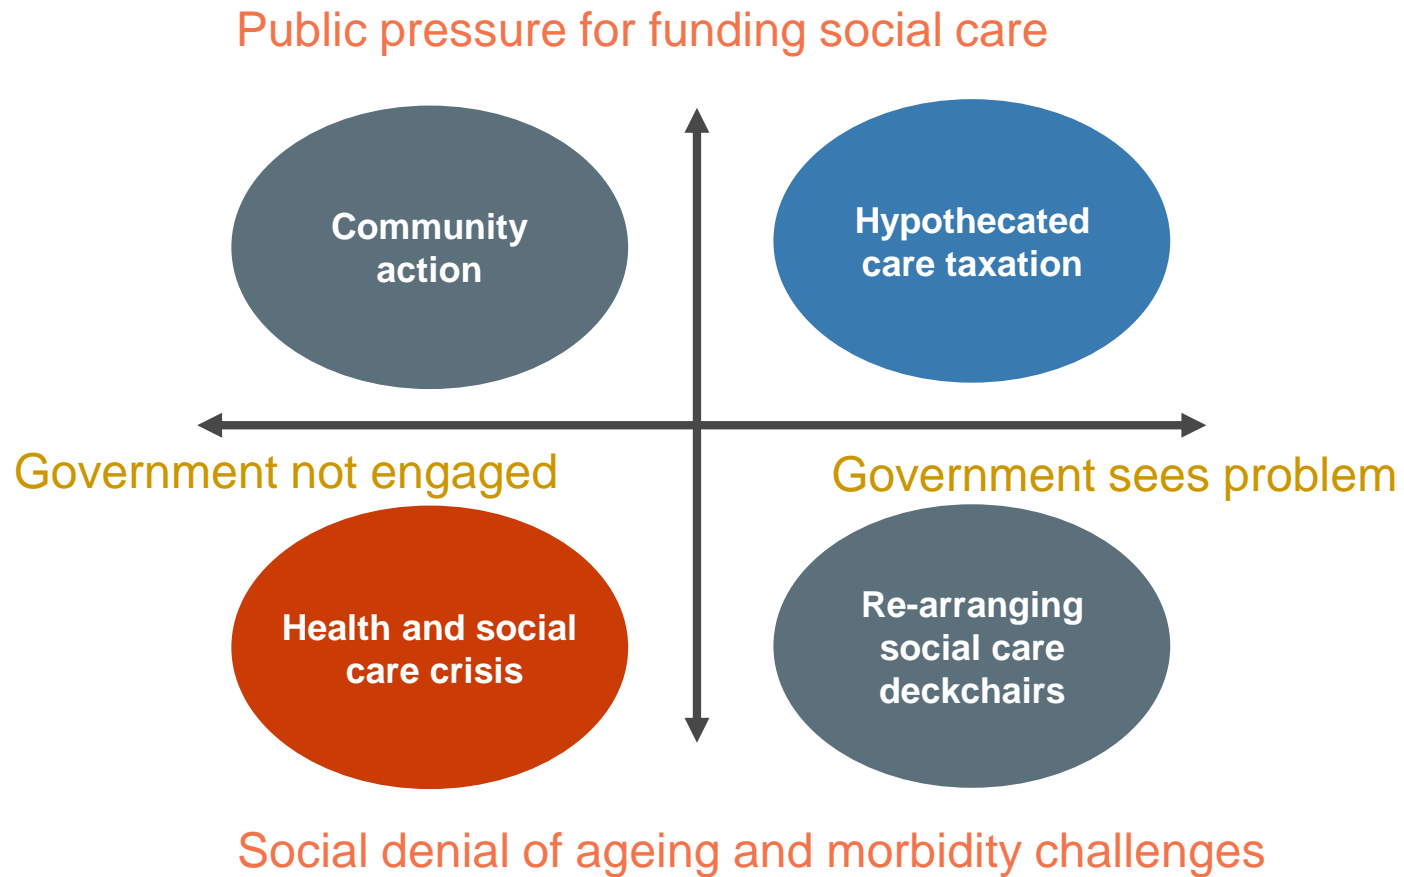 Public pressure for funding social care
Community
action
Hypothecated
care taxation
Government not engaged
Government sees problem
Health and social
care crisis
Re-arranging
social care
deckchairs
Social denial of ageing and morbidity challenges